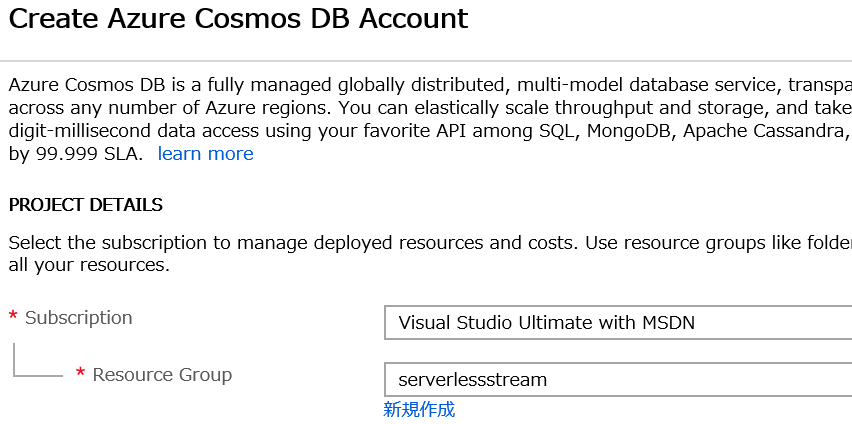 Create Azure Cosmos DB Account
Azure Cosmos DB is a fully managed globally distributed, multi-model database service,
across any number of Azure regions. You can elastically scale throughput and storage, and take
digit-millisecond data access using your favorite API among SQL, MongoDB, Apache Cassandra,
by 99.999 SLA. learn more
PROJECT DETAILS
Select the subscription to manage deployed resources and costs. Use resource groups like
all your resources.
* Subscription
Visual Studio Ultimate with MSDN
* Resource Group
serverlessstream
新規作成